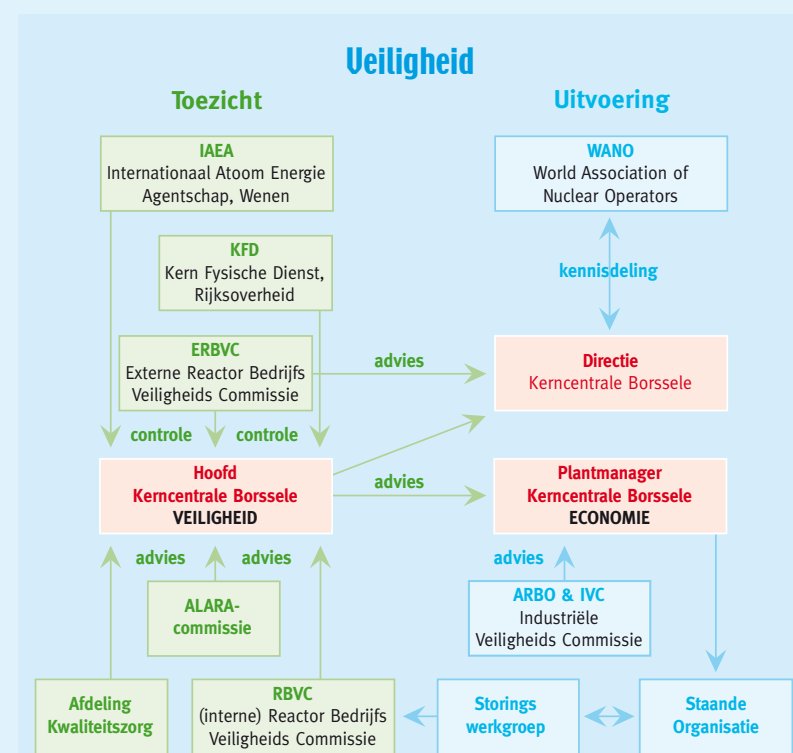 Veiligheid
Toezicht
Uitvoering
IAEA
Internationaal Atoom Energie
Agentschap, Wenen
WANO
World Association of
Nuclear Operators
KFD
Kern Fysische Dienst,
Rijksoverheid
kennisdeling
ERBVC
Externe Reactor Bedrijfs
Veiligheids Commissie
advies
Directie
Kerncentrale Borssele
controle
controle
Hoofd
Kerncentrale Borssele
VEILIGHEID
advies
Plantmanager
Kerncentrale Borssele
ECONOMIE
advies
advies
advies
ALARA-
commissie
ARBO & IVC
Industriële
Veiligheids Commissie
Afdeling
Kwaliteitszorg
RBVC
(interne) Reactor Bedrijfs
Veiligheids Commissie
Storings
werkgroep
Staande
Organisatie